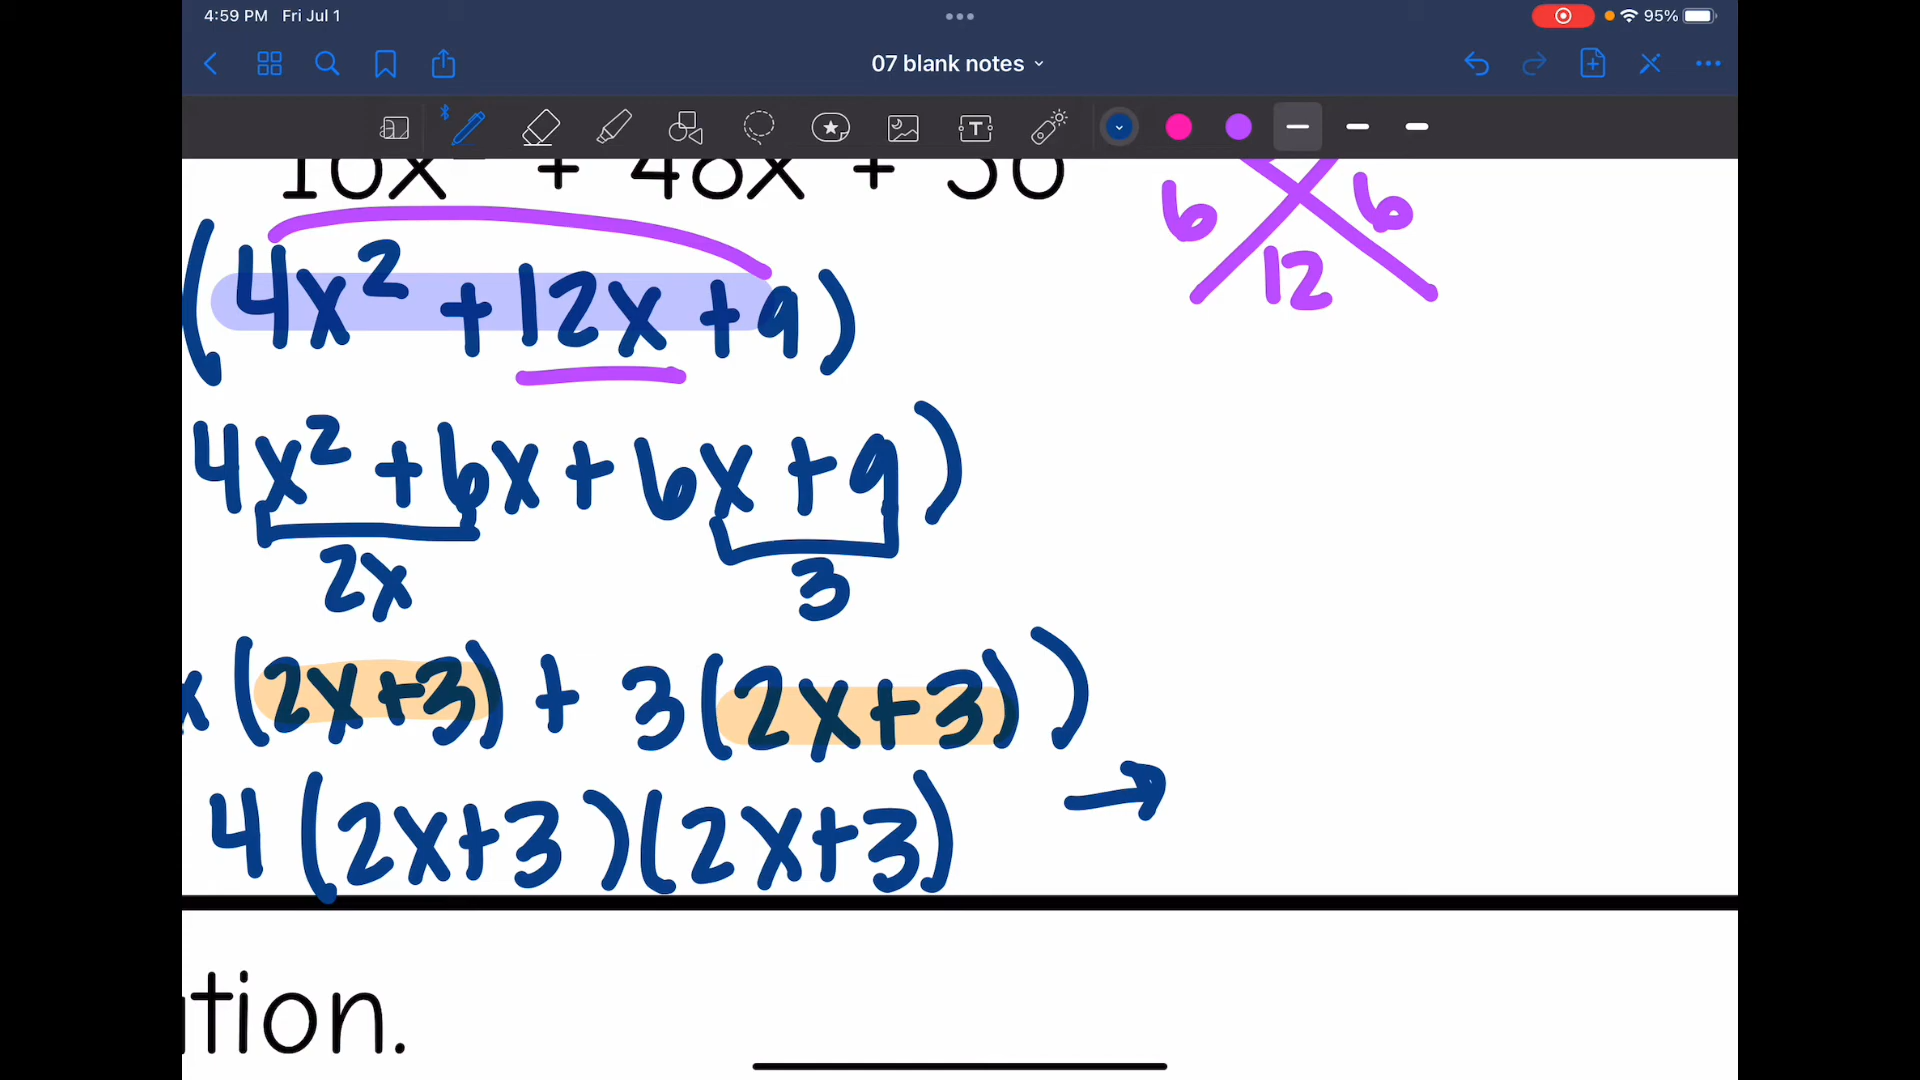 4:59 PM Fri Jul 1
95%
07 blank notes
T
+ 48x +
6 6
12
(4x² + 12x + 9)
4x² + 6x + 6x + 9)
2x 3
x (2x+3) + 3(2x+3))
4 (2x+3)(2x+3) →
tion.